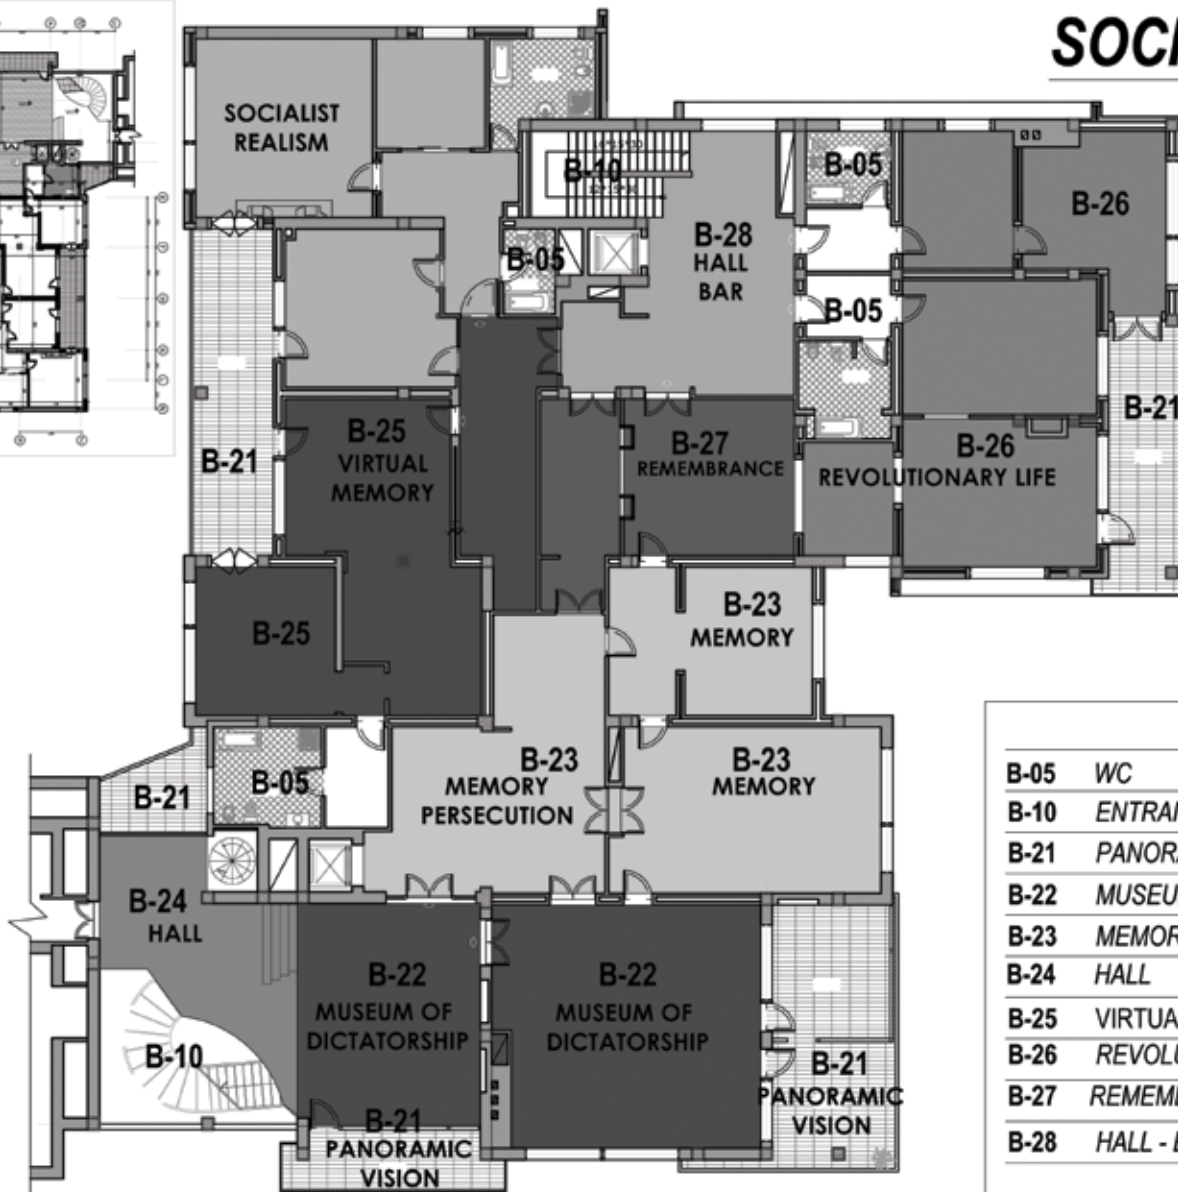 SOCI
SOCIALIST
REALISM
B-10
B-05
B-26
B-28
HALL
BAR
B-05
B-05
B-21
B-25
VIRTUAL
MEMORY
B-21
B-27
REMEMBRANCE
B-26
REVOLUTIONARY LIFE
B-25
B-23
MEMORY
B-23
MEMORY
PERSECUTION
B-23
MEMORY
B-21
B-05
B-24
HALL
B-10
B-22
MUSEUM OF
DICTATORSHIP
B-22
MUSEUM OF
DICTATORSHIP
B-21
PANORAMIC
VISION
B-21
PANORAMIC
VISION
B-05 WC
B-10 ENTRAN
B-21 PANORA
B-22 MUSEU
B-23 MEMOR
B-24 HALL
B-25 VIRTUA
B-26 REVOLU
B-27 REMEM
B-28 HALL -